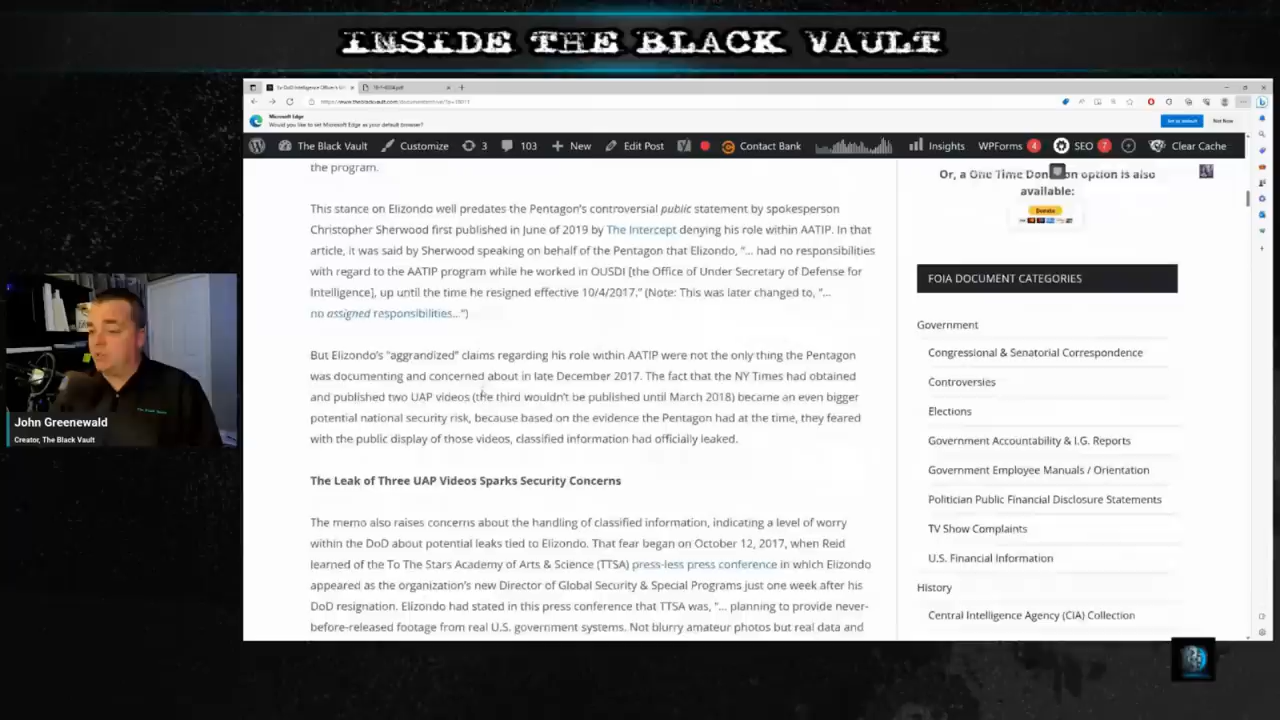 INSIDE THE BLACK VAULT
Microsoft Edge
Would you like to set Microsoft Edge as your default browser?
Set as default
Not Now
The Black Vault
Customize
3
103
New
Edit Post
Contact Bank
Insights
WPForms 4
SEO 7
Clear Cache
the program.
This stance on Elizondo well predates the Pentagon's controversial public statement by spokesperson
Christopher Sherwood first published in June of 2019 by The Intercept denying his role within AATIP. In that
article, it was said by Sherwood speaking on behalf of the Pentagon that Elizondo, "... had no responsibilities
with regard to the AATIP program while he worked in OUSDI [the Office of Under Secretary of Defense for
Intelligence], up until the time he resigned effective 10/4/2017." (Note: This was later changed to, "...
no assigned responsibilities...")
But Elizondo's "aggrandized" claims regarding his role within AATIP were not the only thing the Pentagon
was documenting and concerned about in late December 2017. The fact that the NY Times had obtained
and published two UAP videos (the third wouldn't be published until March 2018) became an even bigger
potential national security risk, because based on the evidence the Pentagon had at the time, they feared
with the public display of those videos, classified information had officially leaked.
The Leak of Three UAP Videos Sparks Security Concerns
The memo also raises concerns about the handling of classified information, indicating a level of worry
within the DoD about potential leaks tied to Elizondo. That fear began on October 12, 2017, when Reid
learned of the To The Stars Academy of Arts & Science (TTSA) press-less press conference in which Elizondo
appeared as the organization's new Director of Global Security & Special Programs just one week after his
DoD resignation. Elizondo had stated in this press conference that TTSA was, "... planning to provide never-
before-released footage from real U.S. government systems. Not blurry amateur photos but real data and
Or, a One Time option is also
available:
Donate
FOIA DOCUMENT CATEGORIES
Government
Congressional & Senatorial Correspondence
Controversies
Elections
Government Accountability & I.G. Reports
Government Employee Manuals / Orientation
Politician Public Financial Disclosure Statements
TV Show Complaints
U.S. Financial Information
History
Central Intelligence Agency (CIA) Collection
John Greenewald
Creator, The Black Vault